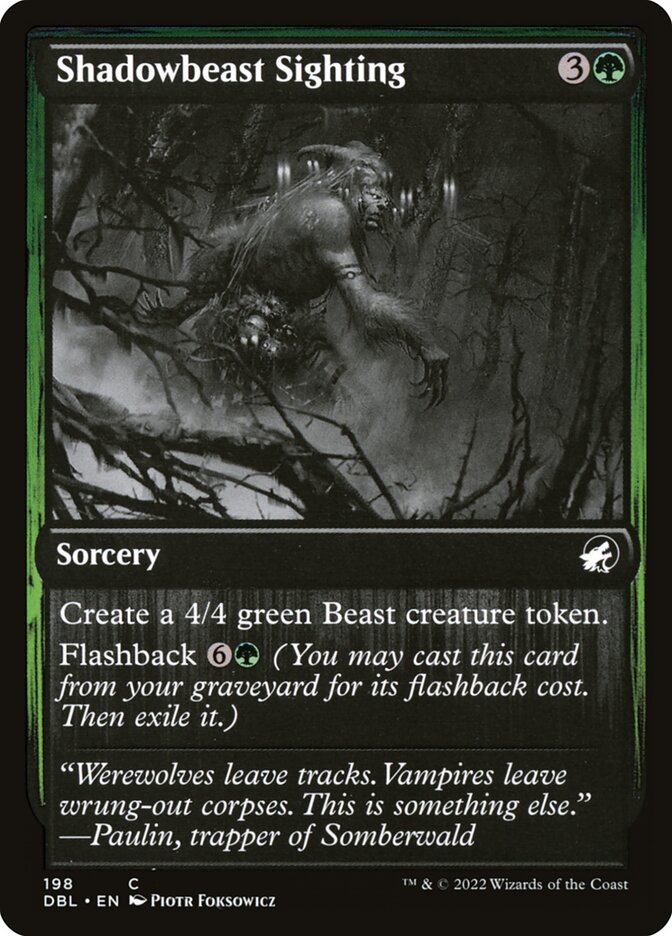 Shadowbeast Sighting 3
Sorcery
Create a 4/4 green Beast creature token.
Flashback 6 (You may cast this card
from your graveyard for its flashback cost.
Then exile it.)
“Werewolves leave tracks. Vampires leave
wrung-out corpses. This is something else.”
—Paulin, trapper of Somberwald
198 C
DBL • EN Piotr Foksowicz
™ & © 2022 Wizards of the Coast